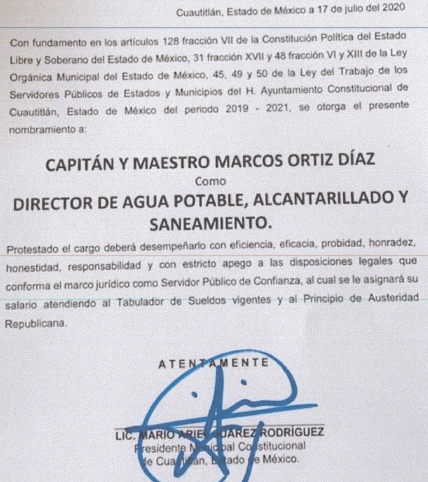 Cuautitlán, Estado de México a 17 de julio del 2020
Con fundamento en los artículos 128 fracción VII de la Constitución Política del Estado
Libre y Soberano del Estado de México, 31 fracción XVII y 48 fracción VI y XIII de la Ley
Orgánica Municipal del Estado de México, 45, 49 y 50 de la Ley del Trabajo de los
Servidores Públicos de Estados y Municipios del H. Ayuntamiento Constitucional de
Cuautitlán, Estado de México del periodo 2019 - 2021, se otorga el presente
nombramiento a:
CAPITÁN Y MAESTRO MARCOS ORTIZ DÍAZ
Como
DIRECTOR DE AGUA POTABLE, ALCANTARILLADO Y
SANEAMIENTO.
Protestado el cargo deberá desempeñarlo con eficiencia, eficacia, probidad, honradez,
honestidad, responsabilidad y con estricto apego a las disposiciones legales que
conforma el marco jurídico como Servidor Público de Confianza, al cual se le asignará su
salario atendiendo al Tabulador de Sueldos vigentes y al Principio de Austeridad
Republicana.
ATENTAMENTE
LIC. MARIO ARIEL JUÁREZ RODRÍGUEZ
Presidente Municipal Constitucional
de Cuautitlán, Estado de México.